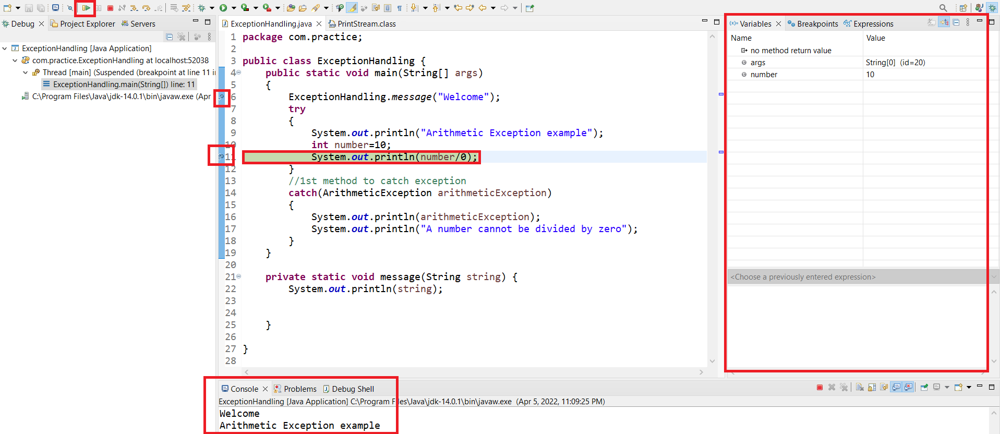 Debug
Project Explorer
Servers
ExceptionHandling [Java Application]
com.practice.ExceptionHandling at localhost:52038
Thread [main] (Suspended (breakpoint at line 11 i
ExceptionHandling.main(String[]) line: 11
C:\Program Files\Java\jdk-14.0.1\bin\javaw.exe (Apr
ExceptionHandling.java
PrintStream.class
1 package com.practice;
2
3 public class ExceptionHandling {
4 public static void main(String[] args)
5 {
6 ExceptionHandling.message("Welcome");
7 try
8 {
9 System.out.println("Arithmetic Exception example");
10 int number=10;
11 System.out.println(number/0);
12 }
13 //1st method to catch exception
14 catch(ArithmeticException arithmeticException)
15 {
16 System.out.println(arithmeticException);
17 System.out.println("A number cannot be divided by zero");
18 }
19 }
20
21 private static void message(String string) {
22 System.out.println(string);
23
24
25 }
26
27 }
28
(x)= Variables
Breakpoints
Expressions
Name Value
no method return value
args String[0] (id=20)
number 10
<Choose a previously entered expression>
Console
Problems
Debug Shell
ExceptionHandling [Java Application] C:\Program Files\Java\jdk-14.0.1\bin\javaw.exe (Apr 5, 2022, 11:09:25 PM)
Welcome
Arithmetic Exception example